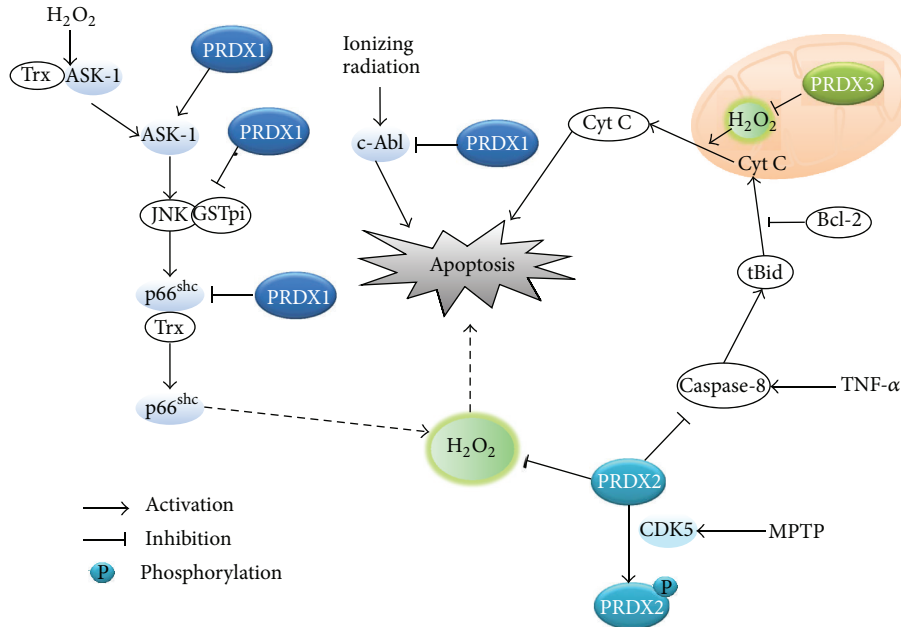 H₂O₂
Trx
ASK-1
PRDX1
ASK-1
PRDX1
JNK
GSTpi
p66ˢʰᶜ
PRDX1
Trx
p66ˢʰᶜ
Ionizing
radiation
c-Abl
PRDX1
Apoptosis
Cyt C
PRDX3
H₂O₂
Cyt C
Bcl-2
tBid
Caspase-8
TNF-α
H₂O₂
PRDX2
CDK5
MPTP
P
PRDX2
Activation
Inhibition
P
Phosphorylation